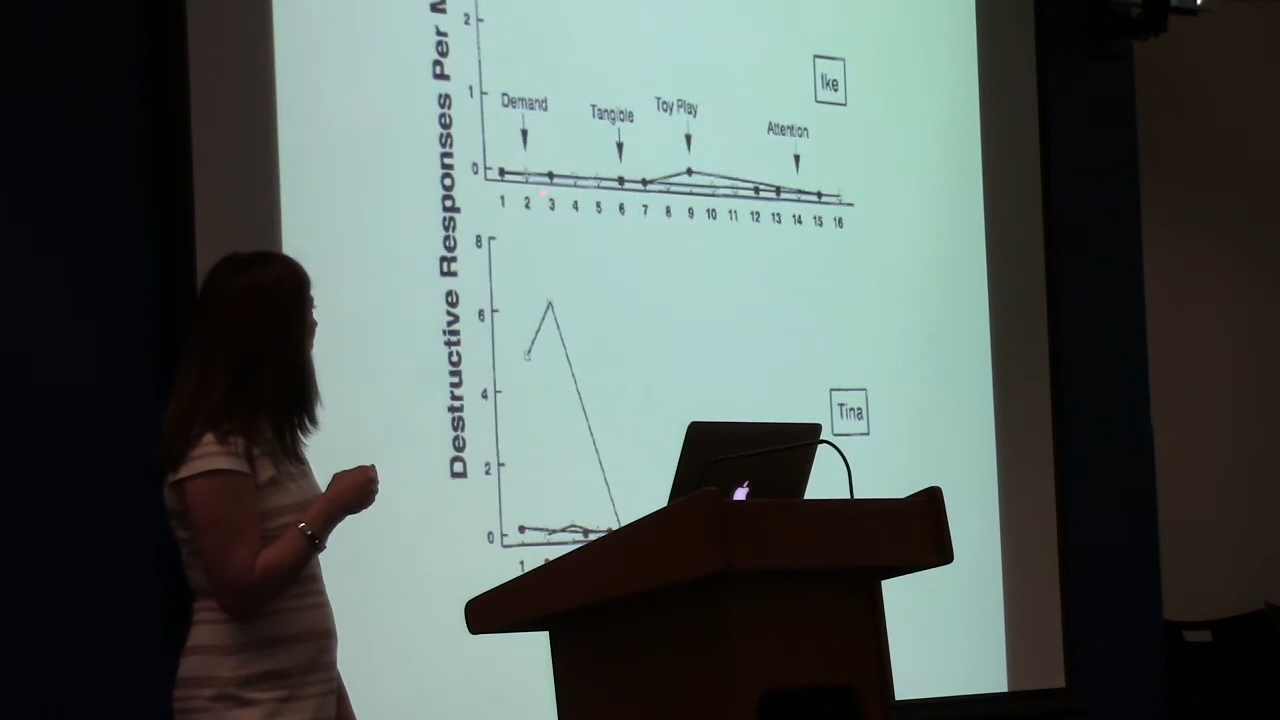 Destructive Responses Per M
2
1
0
Ike
Demand
Tangible
Toy Play
Attention
1 2 3 4 5 6 7 8 9 10 11 12 13 14 15 16
8
6
4
2
0
Tina
1